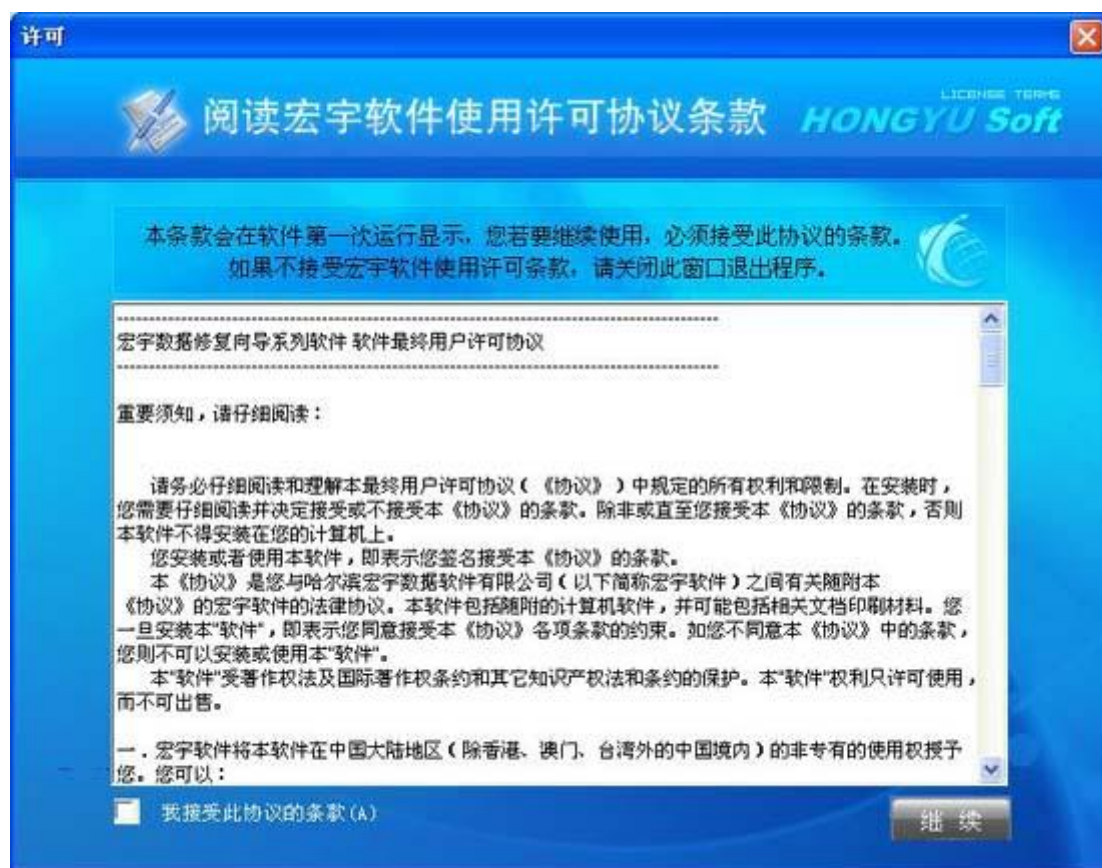 许可
阅读宏宇软件使用许可协议条款
LICENSE TERMS
HONGYU Soft
本条款会在软件第一次运行显示，您若要继续使用，必须接受此协议的条款。
如果不接受宏宇软件使用许可条款，请关闭此窗口退出程序。
--------------------------------------------------------------------------------
宏宇数据修复向导系列软件 软件最终用户许可协议
--------------------------------------------------------------------------------
重要须知，请仔细阅读：
请务必仔细阅读和理解本最终用户许可协议（《协议》）中规定的所有权利和限制。在安装时，
您需要仔细阅读并决定接受或不接受本《协议》的条款。除非或直至您接受本《协议》的条款，否则
本软件不得安装在您的计算机上。
您安装或者使用本软件，即表示您签名接受本《协议》的条款。
本《协议》是您与哈尔滨宏宇数据软件有限公司（以下简称宏宇软件）之间有关随附本
《协议》的宏宇软件的法律协议。本软件包括随附的计算机软件，并可能包括相关文档印刷材料。您
一旦安装本"软件"，即表示您同意接受本《协议》各项条款的约束。如您不同意本《协议》中的条款，
您则不可以安装或使用本"软件"。
本"软件"受著作权法及国际著作权条约和其它知识产权法和条约的保护。本"软件"权利只许可使用，
而不可出售。
一．宏宇软件将本软件在中国大陆地区（除香港、澳门、台湾外的中国境内）的非专有的使用权授予
您。您可以：
我接受此协议的条款(A)
继 续